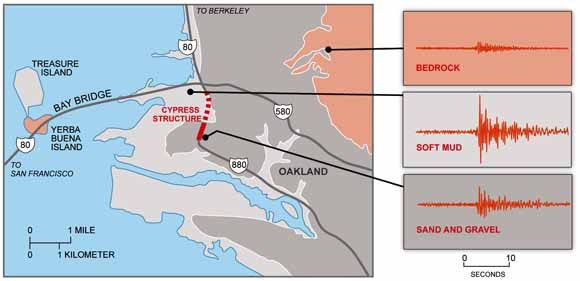 TO BERKELEY
80
TREASURE
ISLAND
BAY BRIDGE
CYPRESS
STRUCTURE
580
YERBA
BUENA
ISLAND
80
TO
SAN FRANCISCO
880
OAKLAND
0 1 MILE
0 1 KILOMETER
BEDROCK
SOFT MUD
SAND AND GRAVEL
0 10
SECONDS